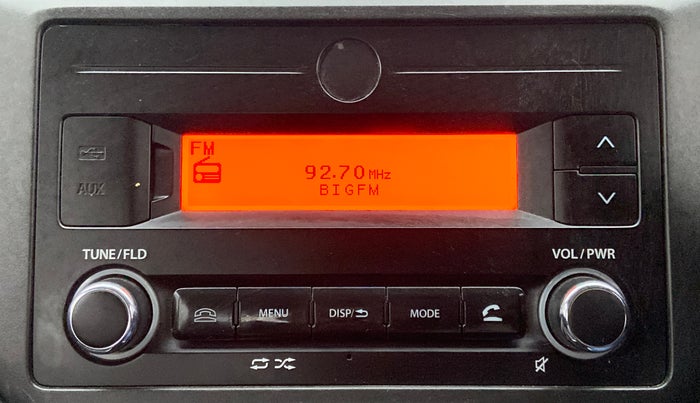 FM
92.70 MHz
BIGFM
AUX
TUNE/FLD
VOL/PWR
MENU
DISP/
MODE